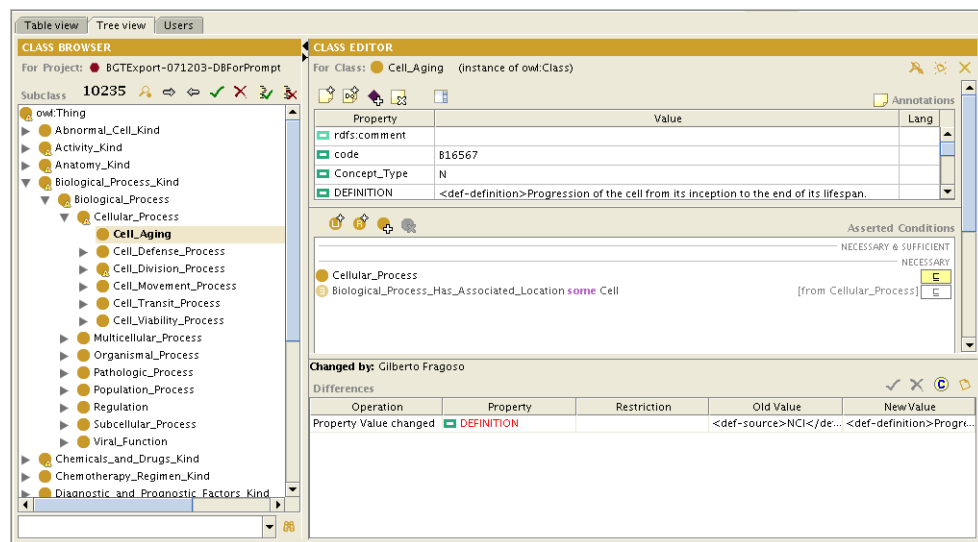 Table view Tree view Users
CLASS BROWSER
For Project: BGTExport-071203-DBForPrompt
Subclass 10235
owl:Thing
Abnormal_Cell_Kind
Activity_Kind
Anatomy_Kind
Biological_Process_Kind
Biological_Process
Cellular_Process
Cell_Aging
Cell_Defense_Process
Cell_Division_Process
Cell_Movement_Process
Cell_Transit_Process
Cell_Viability_Process
Multicellular_Process
Organismal_Process
Pathologic_Process
Population_Process
Regulation
Subcellular_Process
Viral_Function
Chemicals_and_Drugs_Kind
Chemotherapy_Regimen_Kind
Diagnostic_and_Prognostic_Factors_Kind
CLASS EDITOR
For Class: Cell_Aging (instance of owl:Class)
Annotations
Property Value Lang
rdfs:comment
code B16567
Concept_Type N
DEFINITION <def-definition>Progression of the cell from its inception to the end of its lifespan.
Asserted Conditions
NECESSARY & SUFFICIENT
NECESSARY
Cellular_Process ⊑
Biological_Process_Has_Associated_Location some Cell [from Cellular_Process] ⊑
Changed by: Gilberto Fragoso
Differences
Operation Property Restriction Old Value New Value
Property Value changed DEFINITION <def-source>NCI</de... <def-definition>Progre...